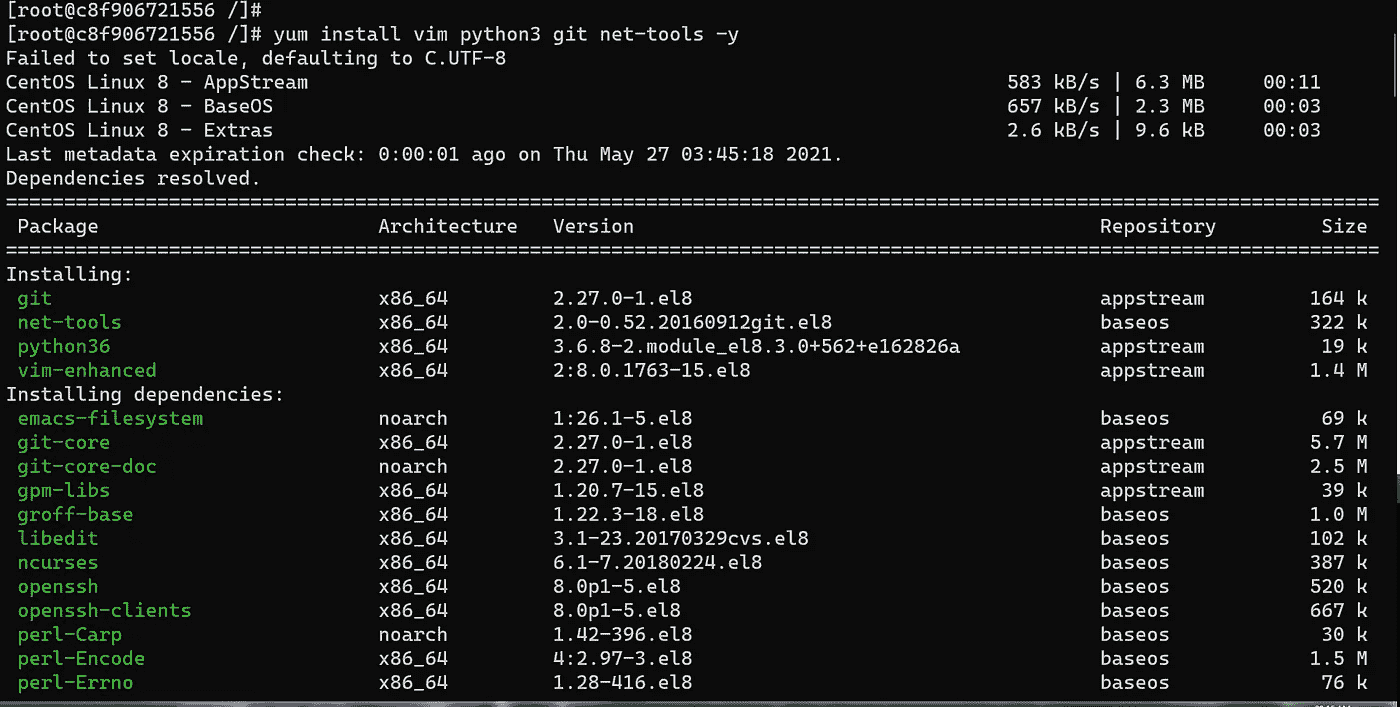 [root@c8f906721556 /]#
[root@c8f906721556 /]# yum install vim python3 git net-tools -y
Failed to set locale, defaulting to C.UTF-8
CentOS Linux 8 - AppStream 583 kB/s | 6.3 MB 00:11
CentOS Linux 8 - BaseOS 657 kB/s | 2.3 MB 00:03
CentOS Linux 8 - Extras 2.6 kB/s | 9.6 kB 00:03
Last metadata expiration check: 0:00:01 ago on Thu May 27 03:45:18 2021.
Dependencies resolved.
================================================================================
Package Architecture Version Repository Size
================================================================================
Installing:
git x86_64 2.27.0-1.el8 appstream 164 k
net-tools x86_64 2.0-0.52.20160912git.el8 baseos 322 k
python36 x86_64 3.6.8-2.module_el8.3.0+562+e162826a appstream 19 k
vim-enhanced x86_64 2:8.0.1763-15.el8 appstream 1.4 M
Installing dependencies:
emacs-filesystem noarch 1:26.1-5.el8 baseos 69 k
git-core x86_64 2.27.0-1.el8 appstream 5.7 M
git-core-doc noarch 2.27.0-1.el8 appstream 2.5 M
gpm-libs x86_64 1.20.7-15.el8 appstream 39 k
groff-base x86_64 1.22.3-18.el8 baseos 1.0 M
libedit x86_64 3.1-23.20170329cvs.el8 baseos 102 k
ncurses x86_64 6.1-7.20180224.el8 baseos 387 k
openssh x86_64 8.0p1-5.el8 baseos 520 k
openssh-clients x86_64 8.0p1-5.el8 baseos 667 k
perl-Carp noarch 1.42-396.el8 baseos 30 k
perl-Encode x86_64 4:2.97-3.el8 baseos 1.5 M
perl-Errno x86_64 1.28-416.el8 baseos 76 k